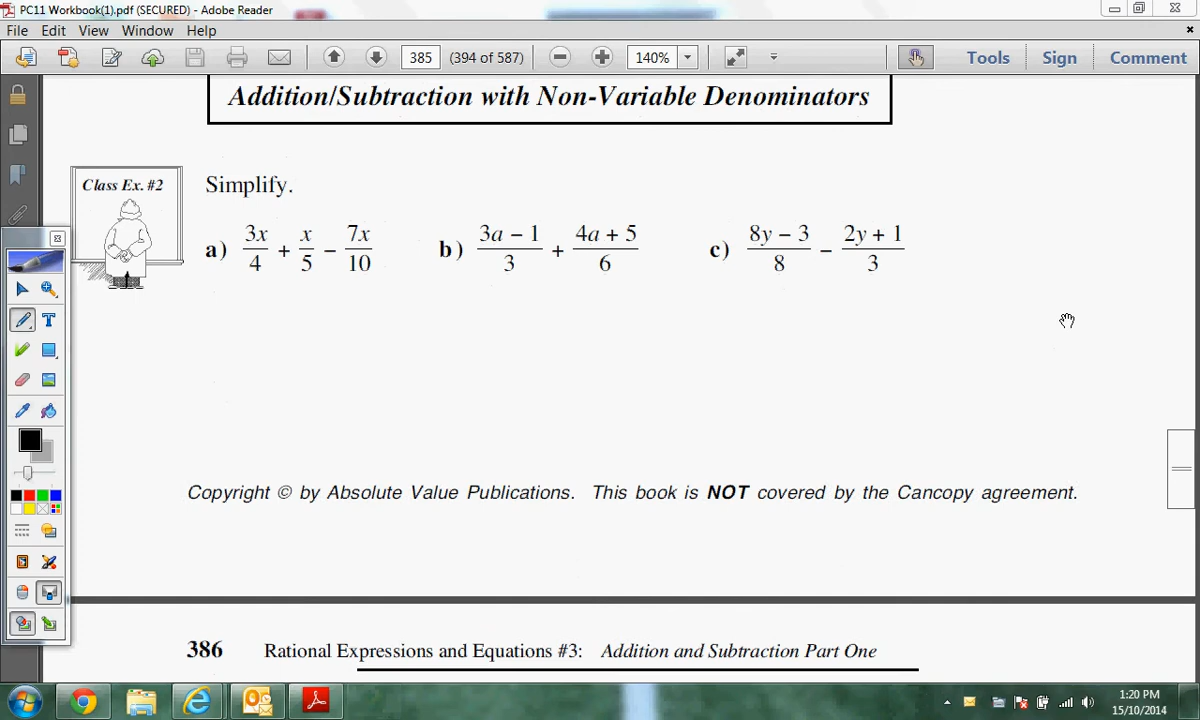 PC11 Workbook(1).pdf (SECURED) - Adobe Reader
File Edit View Window Help
385 (394 of 587) 140% Tools Sign Comment
Addition/Subtraction with Non-Variable Denominators
Class Ex. #2
Simplify.
a) 3x/4 + x/5 − 7x/10 b) (3a − 1)/3 + (4a + 5)/6 c) (8y − 3)/8 − (2y + 1)/3
Copyright © by Absolute Value Publications. This book is NOT covered by the Cancopy agreement.
386 Rational Expressions and Equations #3: Addition and Subtraction Part One
1:20 PM
15/10/2014